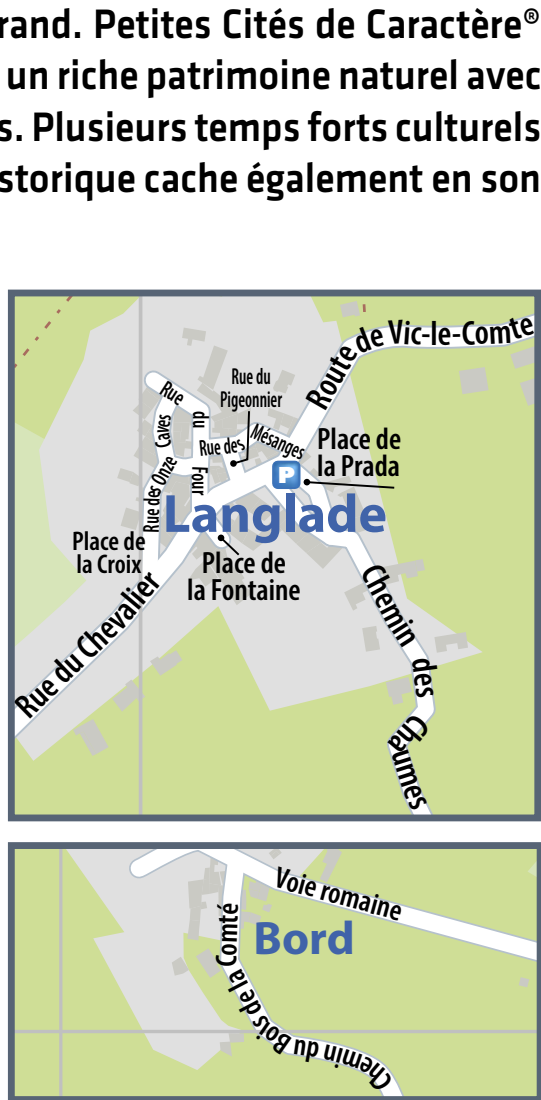 rand. Petites Cités de Caractère®
un riche patrimoine naturel avec
s. Plusieurs temps forts culturels
storique cache également en son
Route de Vic-le-Comte
Rue du
Pigeonnier
Rue du Four
Rue des Onze Caves
Rue des Mésanges
Place de
la Prada
P
Langlade
Place de
la Croix
Place de
la Fontaine
Rue du Chevalier
Chemin des Chaumes
Voie romaine
Bord
Chemin du Bois de la Comté